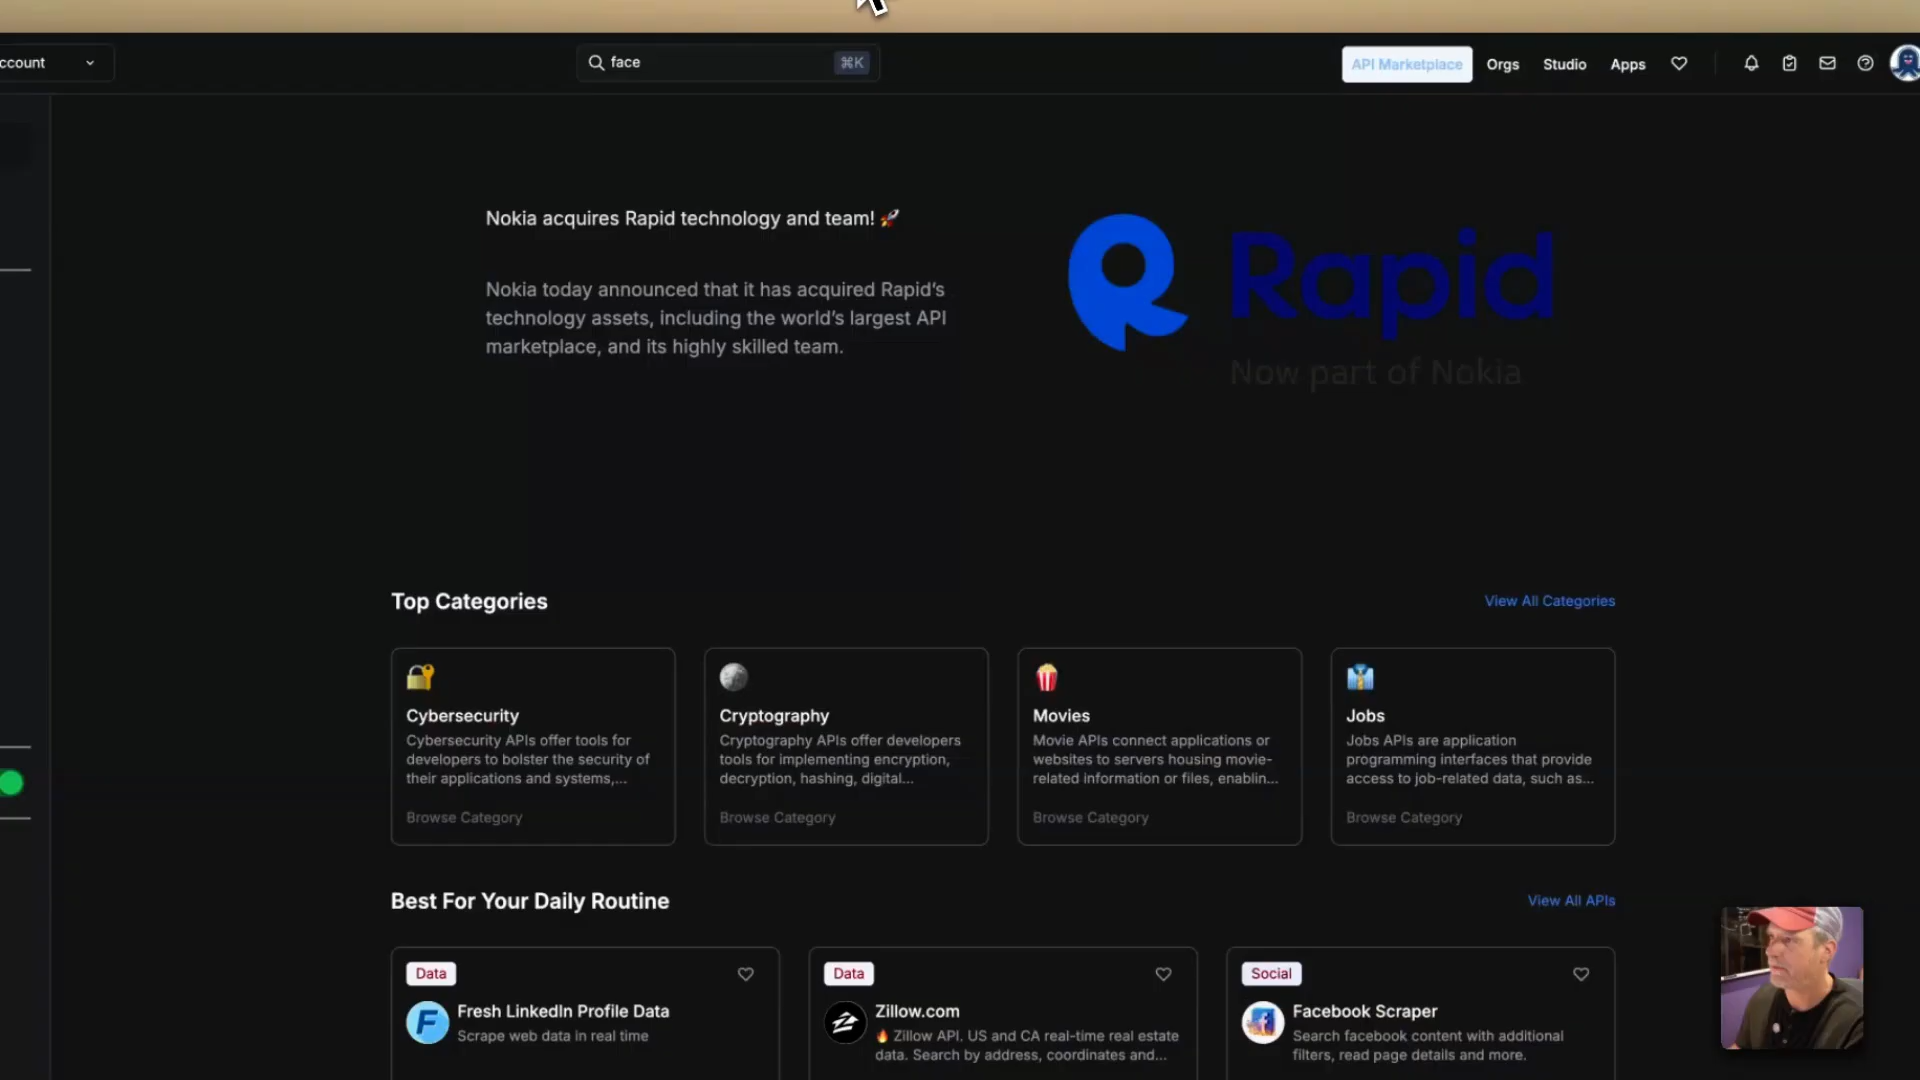 ccount
face
⌘K
API Marketplace
Orgs
Studio
Apps
Nokia acquires Rapid technology and team! 🚀
Nokia today announced that it has acquired Rapid's
technology assets, including the world's largest API
marketplace, and its highly skilled team.
Rapid
Now part of Nokia
Top Categories
View All Categories
Cybersecurity
Cybersecurity APIs offer tools for
developers to bolster the security of
their applications and systems,...
Browse Category
Cryptography
Cryptography APIs offer developers
tools for implementing encryption,
decryption, hashing, digital...
Browse Category
Movies
Movie APIs connect applications or
websites to servers housing movie-
related information or files, enablin...
Browse Category
Jobs
Jobs APIs are application
programming interfaces that provide
access to job-related data, such as...
Browse Category
Best For Your Daily Routine
View All APIs
Data
Fresh LinkedIn Profile Data
Scrape web data in real time
Data
Zillow.com
🔥 Zillow API. US and CA real-time real estate
data. Search by address, coordinates and...
Social
Facebook Scraper
Search facebook content with additional
filters, read page details and more.